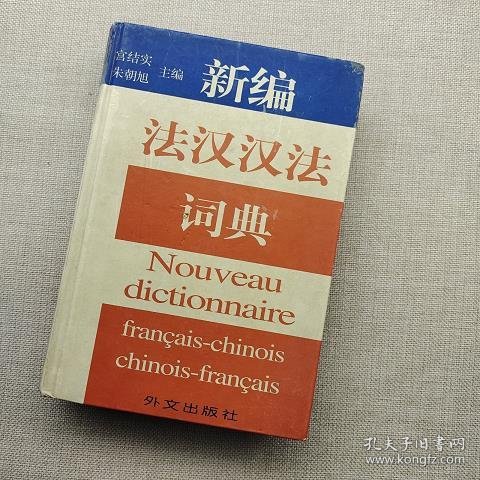 宫结实
朱朝旭 主编
新编
法汉汉法
词典
Nouveau
dictionnaire
français-chinois
chinois-français
外文出版社
孔夫子旧书网
www.kongfz.com